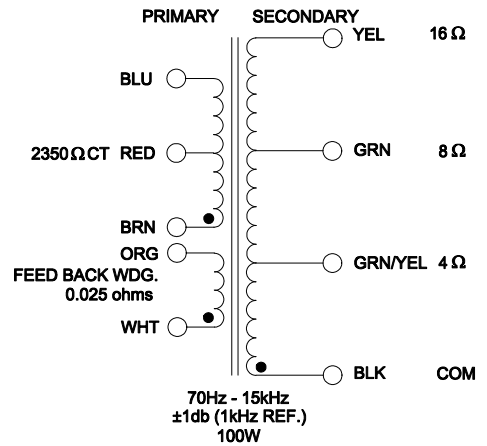 PRIMARY SECONDARY
YEL 16 Ω
BLU
2350 Ω CT RED
GRN 8 Ω
BRN
ORG
FEED BACK WDG.
0.025 ohms
GRN/YEL 4 Ω
WHT
BLK COM
70Hz - 15kHz
±1db (1kHz REF.)
100W